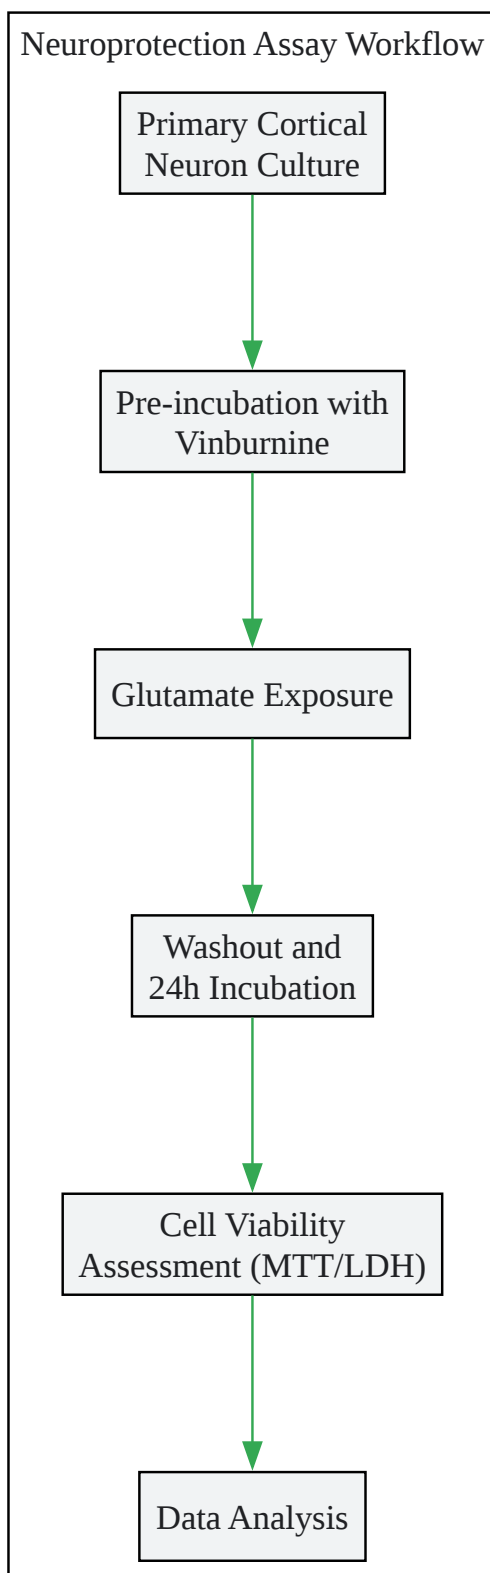 Neuroprotection Assay Workflow
Primary Cortical
Neuron Culture
Pre-incubation with
Vinburnine
Glutamate Exposure
Washout and
24h Incubation
Cell Viability
Assessment (MTT/LDH)
Data Analysis